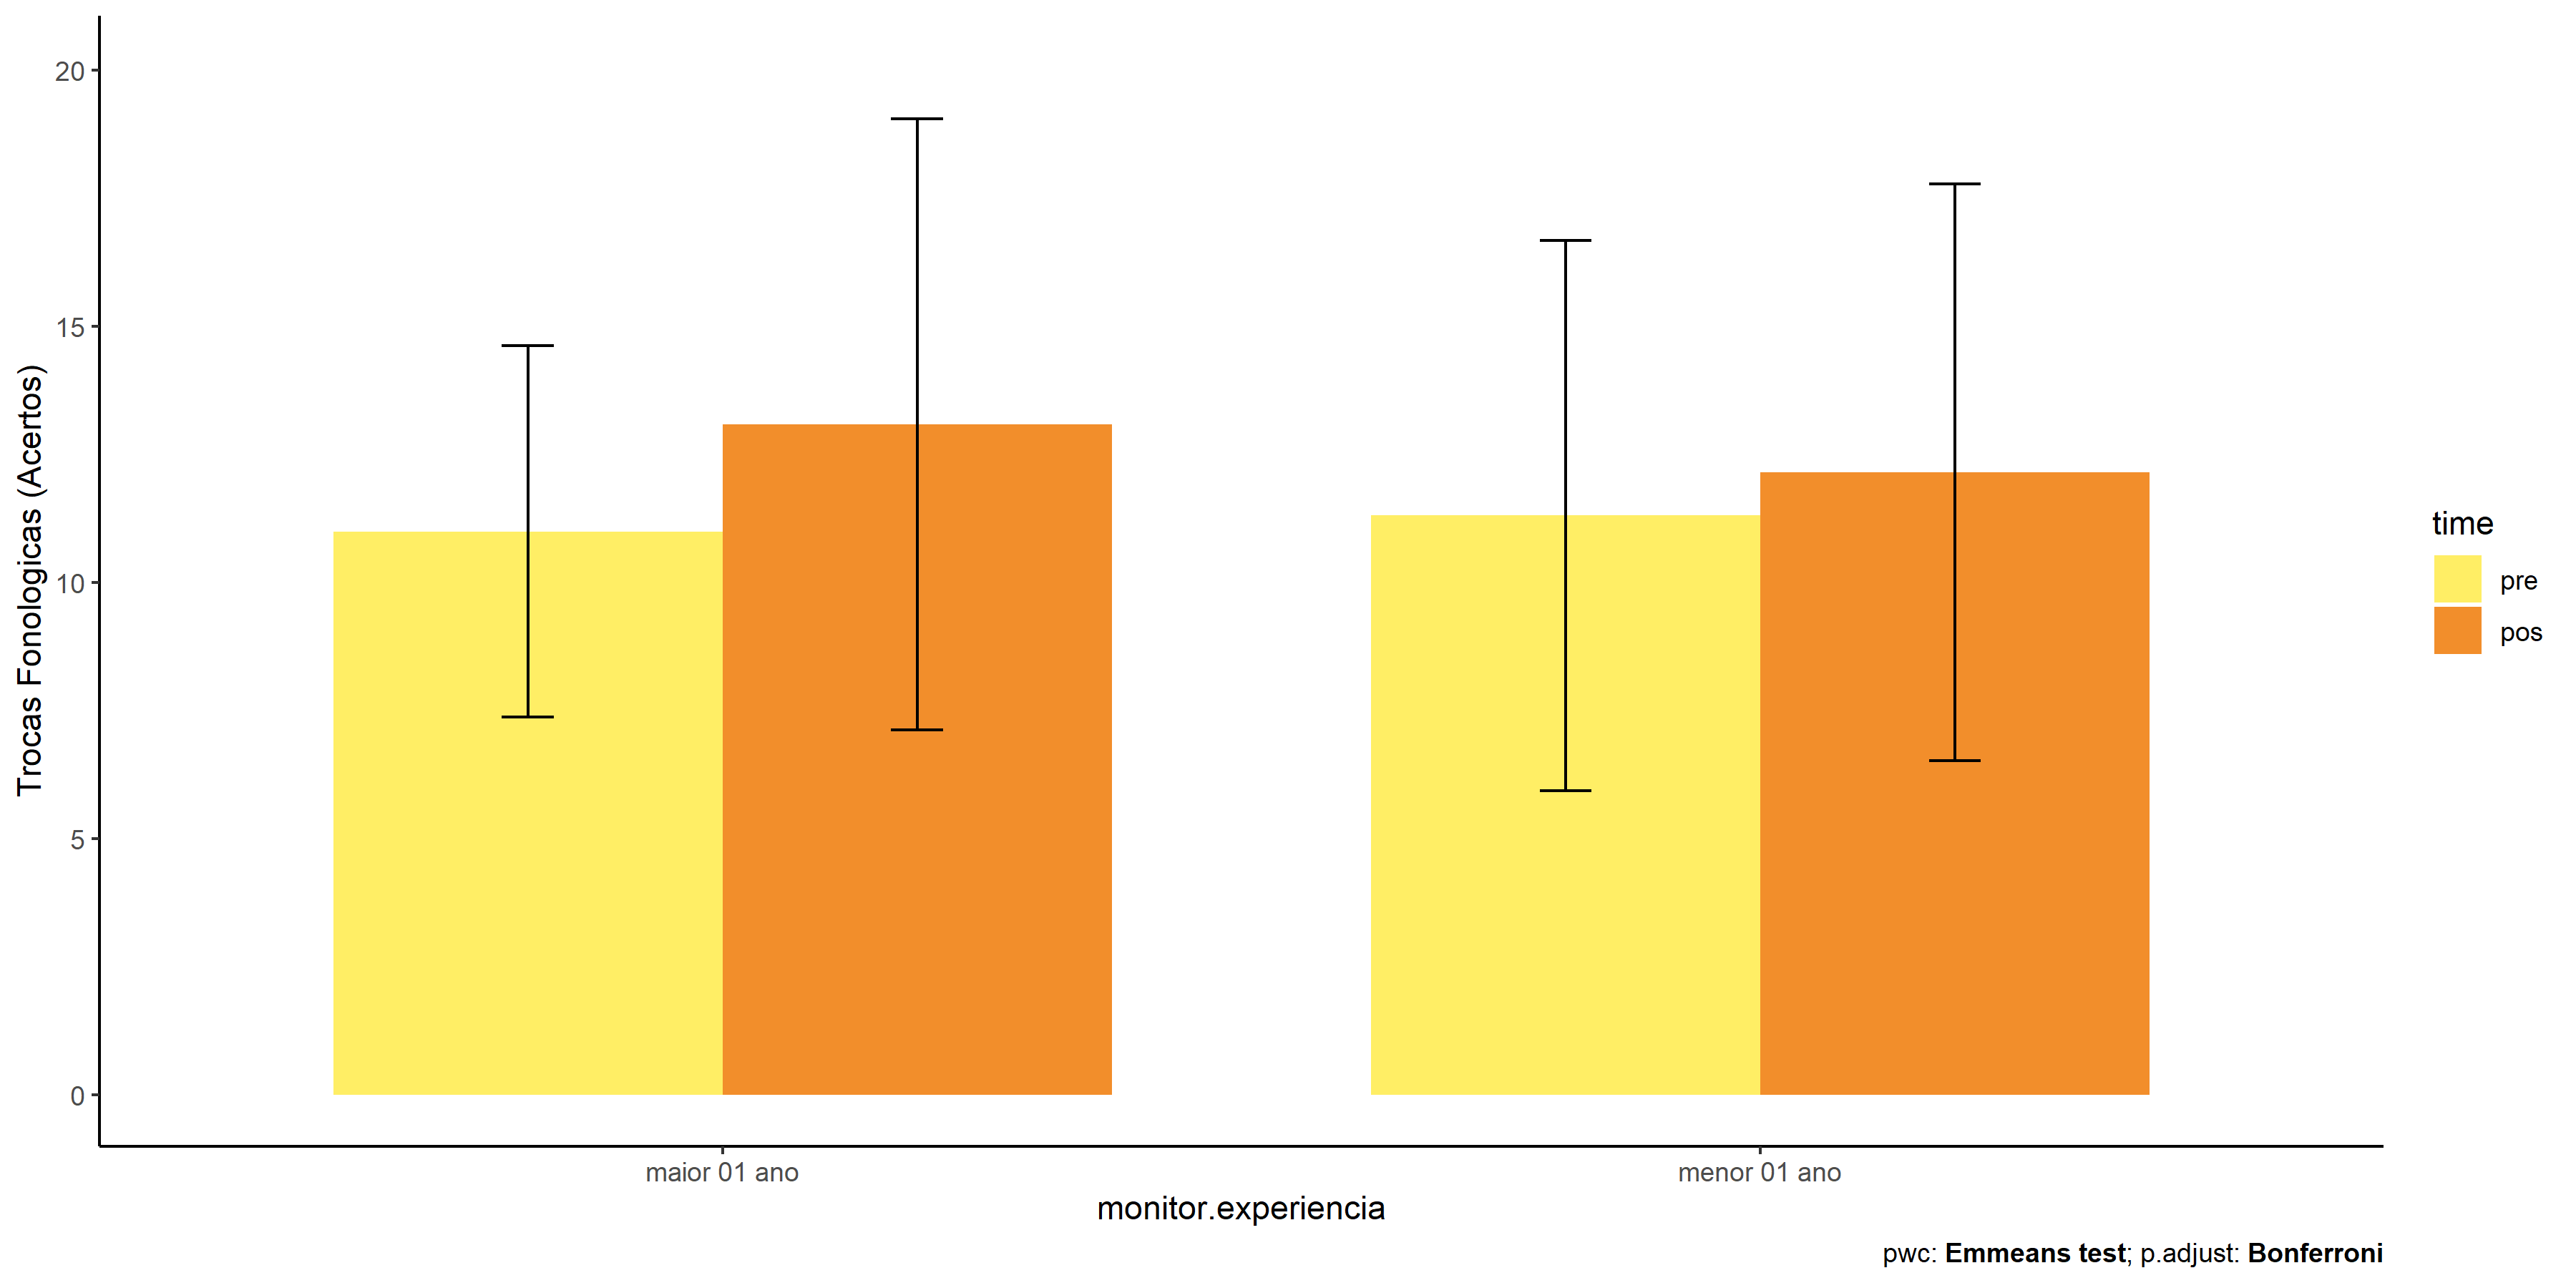 Trocas Fonologicas (Acertos)
20
15
10
5
0
maior 01 ano
menor 01 ano
monitor.experiencia
time
pre
pos
pwc: Emmeans test; p.adjust: Bonferroni